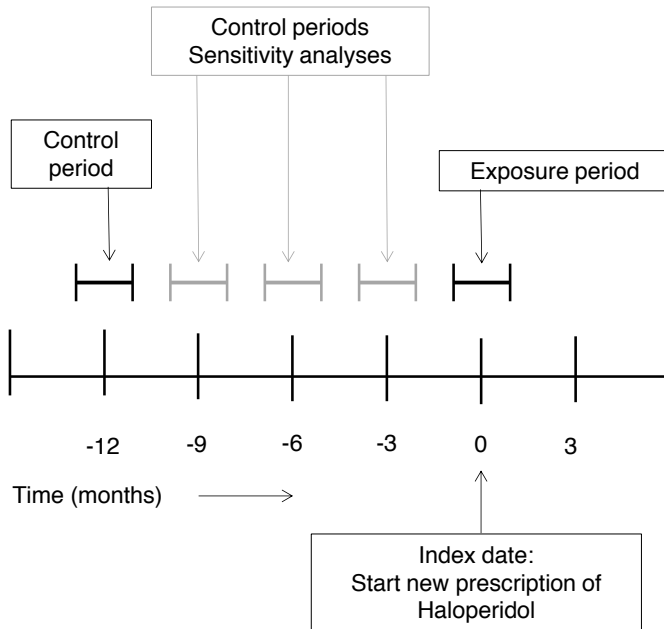 Control periods
Sensitivity analyses
Control
period
Exposure period
-12 -9 -6 -3 0 3
Time (months)
Index date:
Start new prescription of
Haloperidol